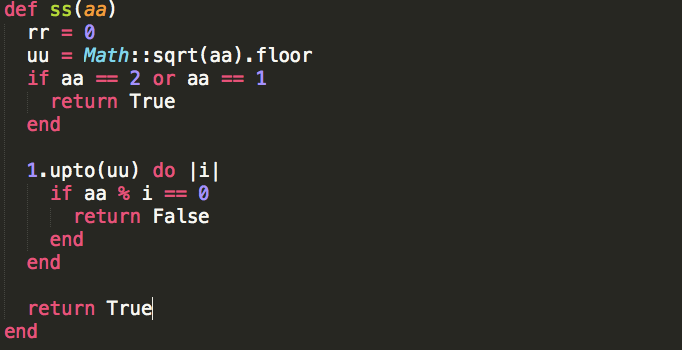 def ss(aa)
  rr = 0
  uu = Math::sqrt(aa).floor
  if aa == 2 or aa == 1
    return True
  end
  1.upto(uu) do |i|
    if aa % i == 0
      return False
    end
  end
  return True
end